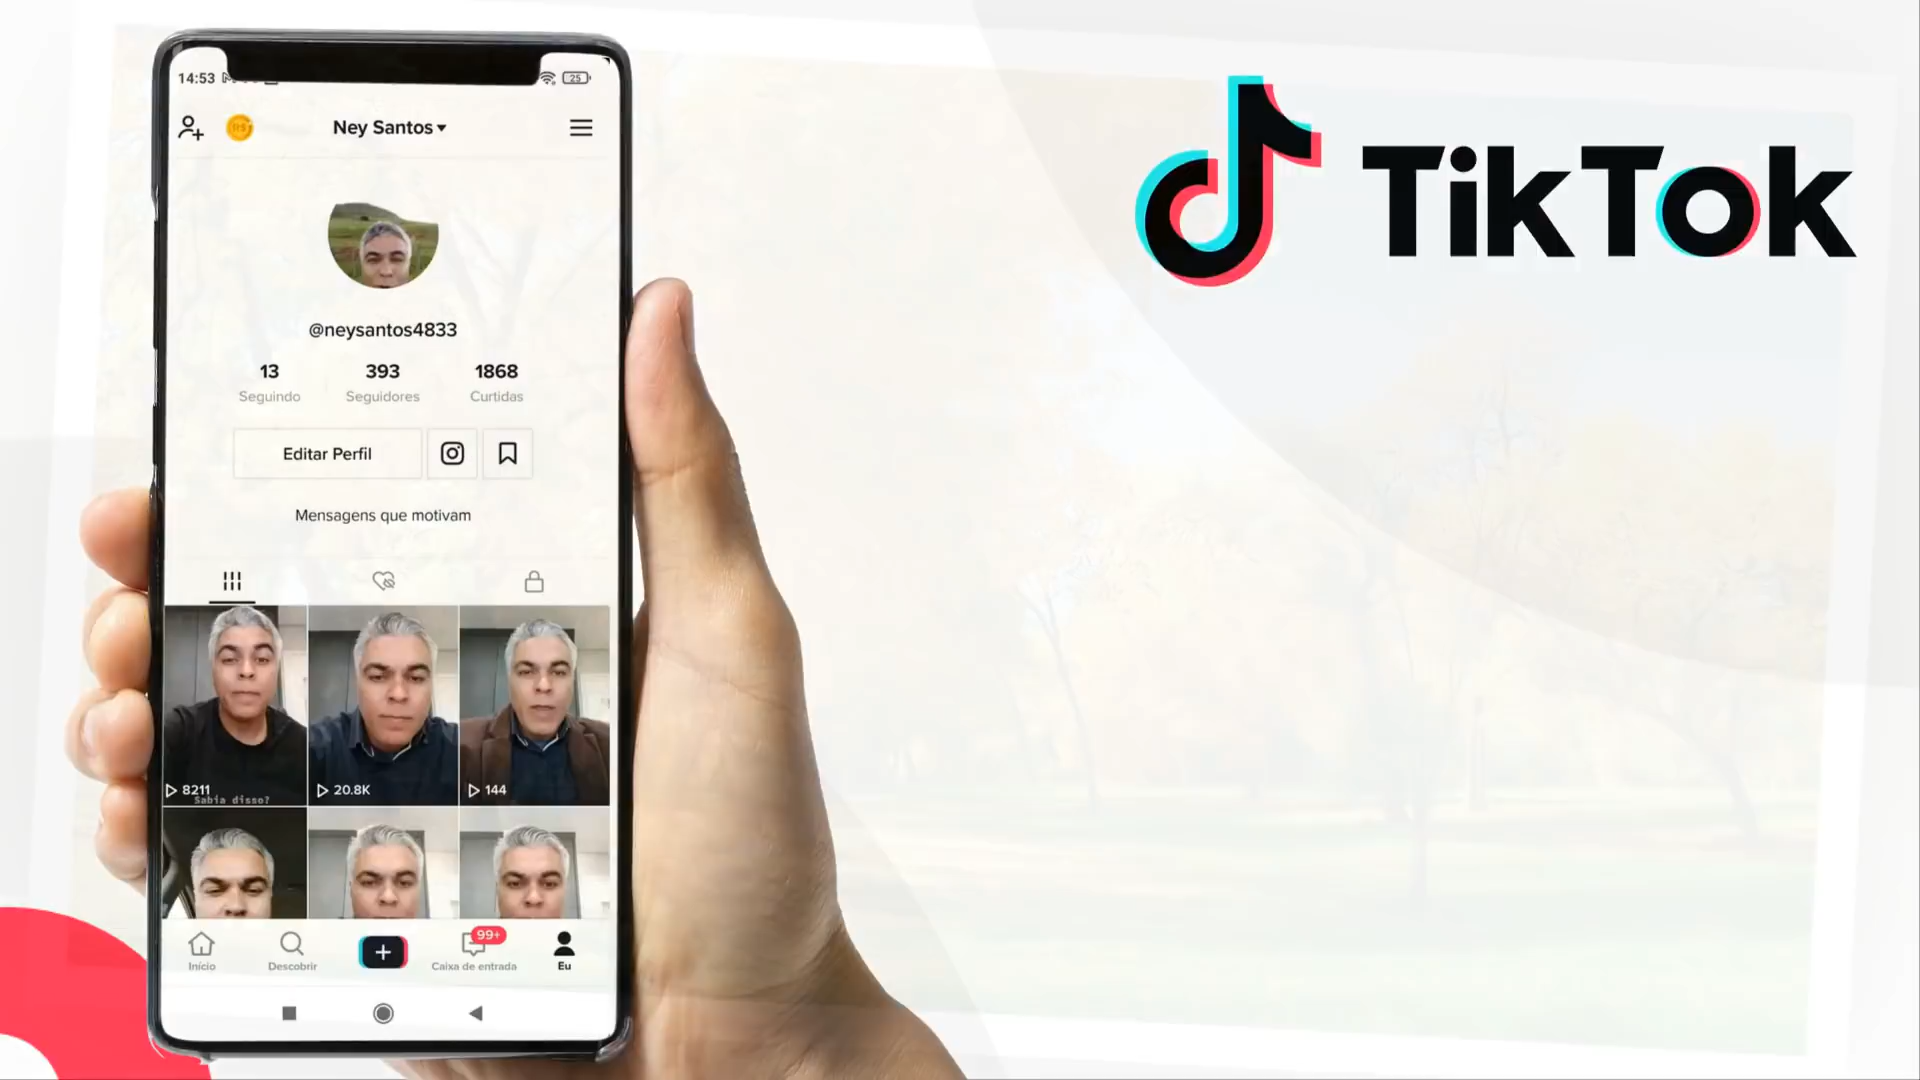 14:53
25
Ney Santos
@neysantos4833
13 393 1868
Seguindo Seguidores Curtidas
Editar Perfil
Mensagens que motivam
8211 20.8K 144
Sabia disso?
99+
Início Descobrir Caixa de entrada Eu
TikTok